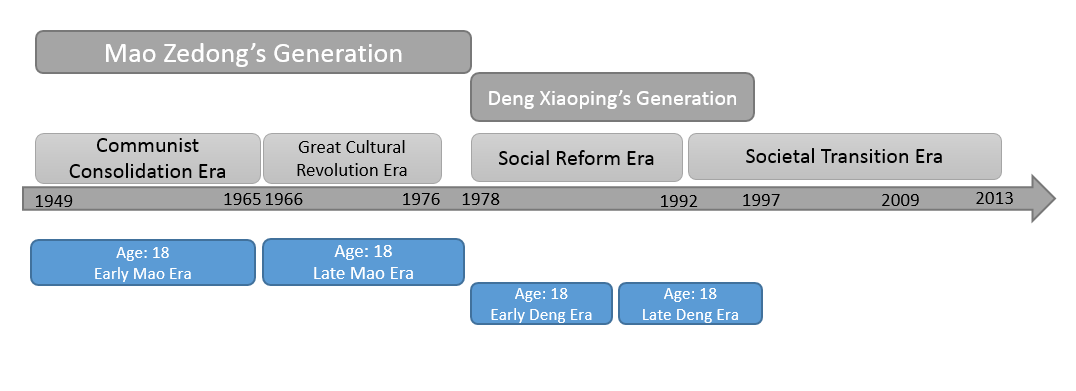 Mao Zedong's Generation
Deng Xiaoping's Generation
Communist
Consolidation Era
Great Cultural
Revolution Era
Social Reform Era
Societal Transition Era
1949 1965 1966 1976 1978 1992 1997 2009 2013
Age: 18
Early Mao Era
Age: 18
Late Mao Era
Age: 18
Early Deng Era
Age: 18
Late Deng Era